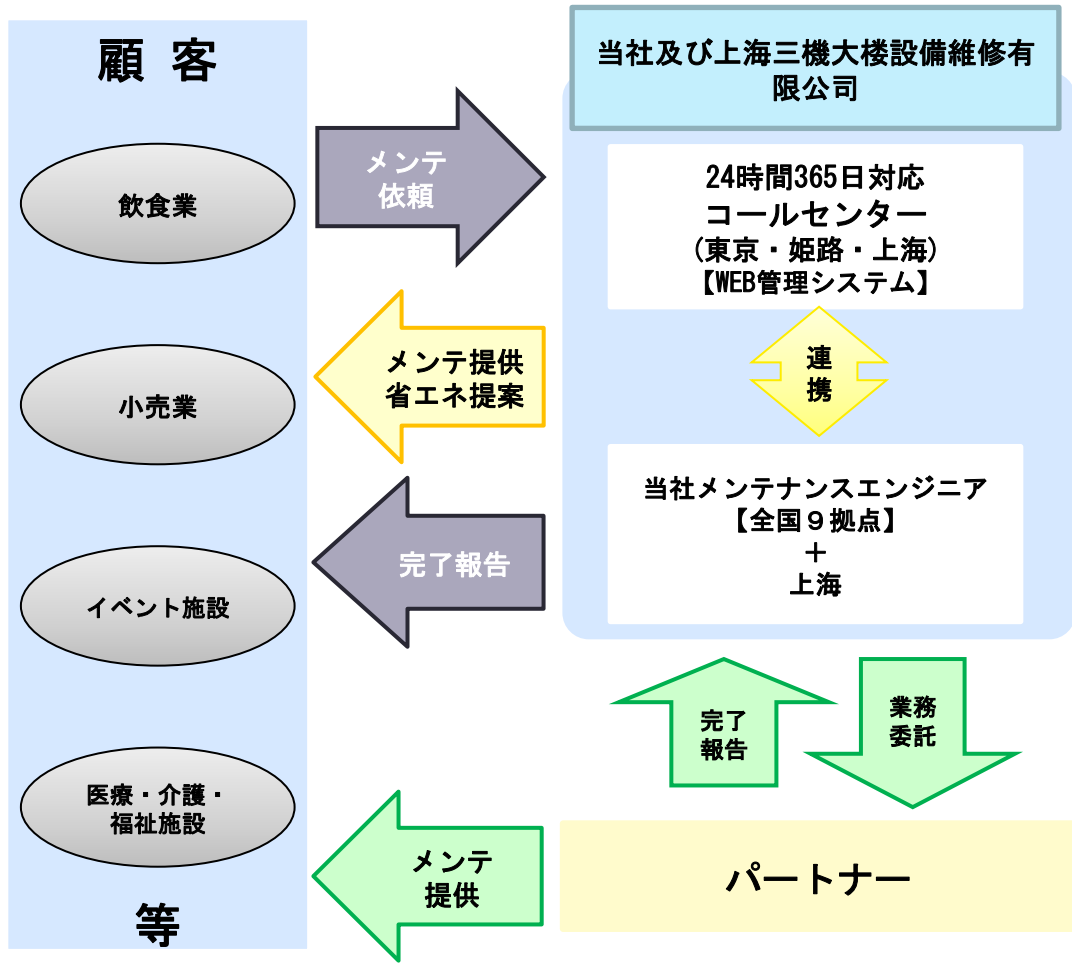 顧 客
飲食業
小売業
イベント施設
医療・介護・
福祉施設
等
メンテ
依頼
メンテ提供
省エネ提案
完了報告
メンテ
提供
当社及び上海三機大楼設備維修有
限公司
24時間365日対応
コールセンター
(東京・姫路・上海)
【WEB管理システム】
連
携
当社メンテナンスエンジニア
【全国９拠点】
＋
上海
完了
報告
業務
委託
パートナー